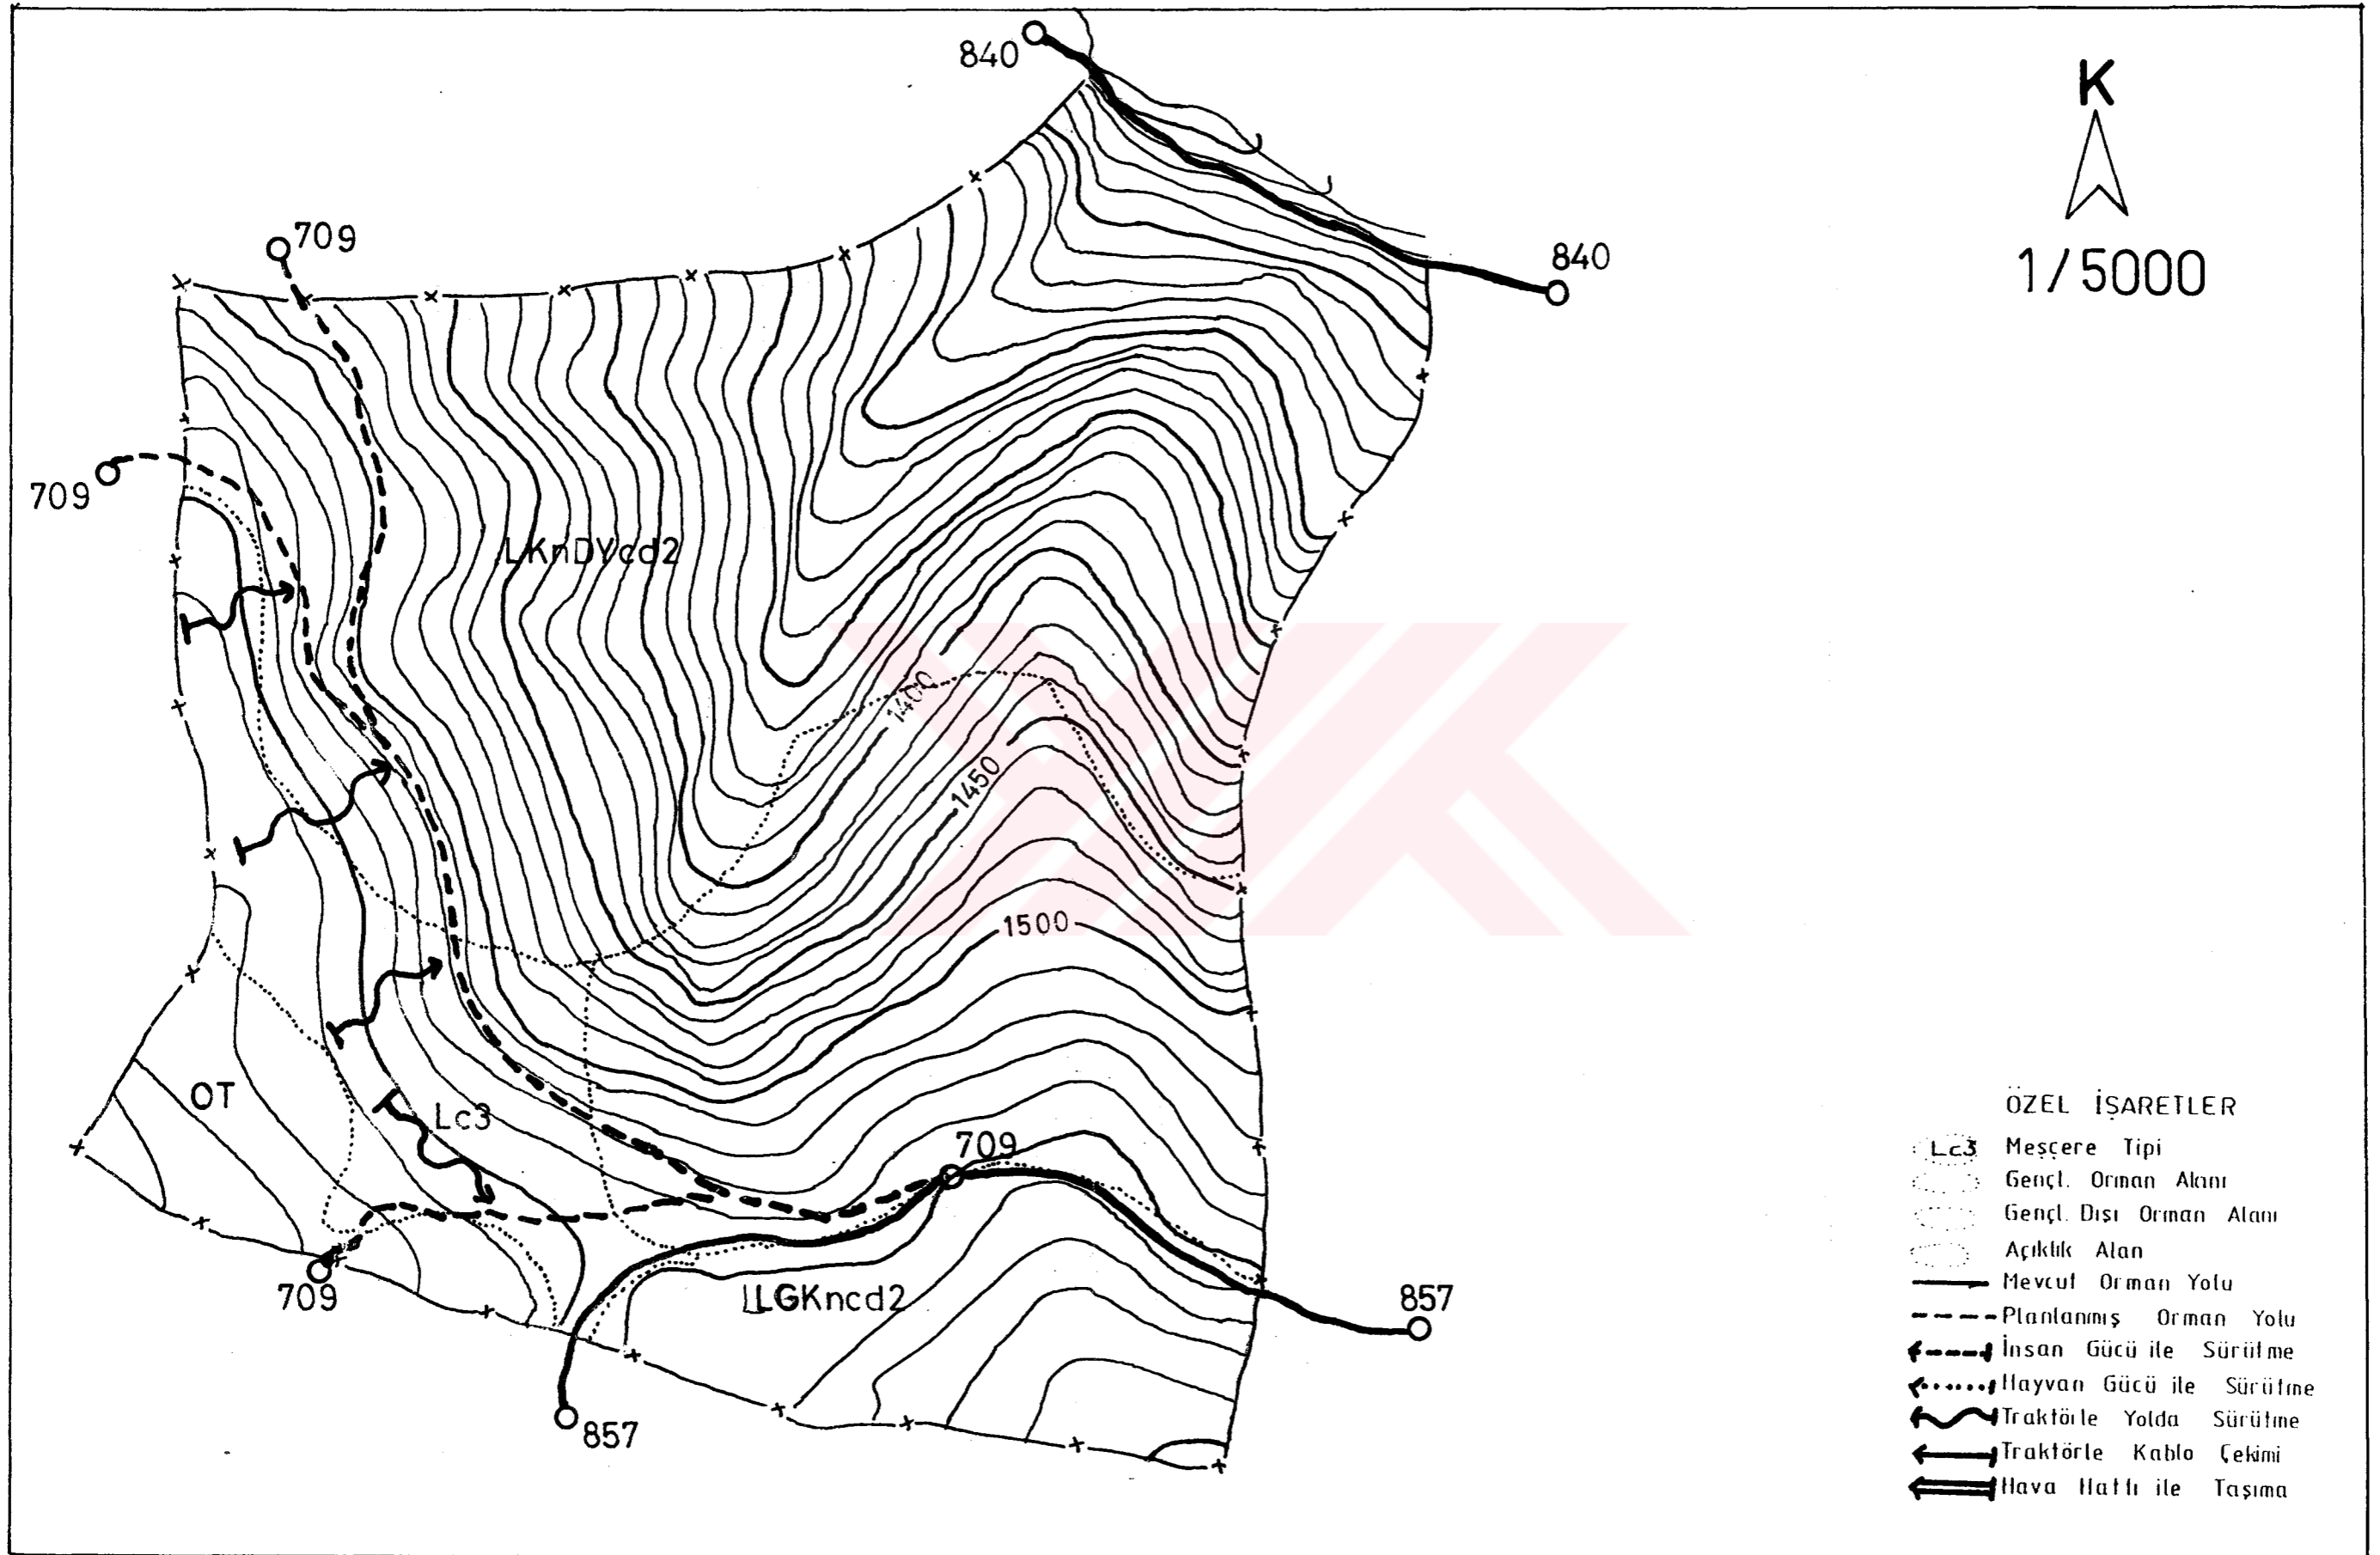 840
K
709
840
1/5000
709
LKnDYcd2
1400
1450
1500
OT
Lc3
709
709
LLGKncd2
857
857
ÖZEL İŞARETLER
Lc3 Meşcere Tipi
Gençl. Orman Alanı
Gençl. Dışı Orman Alanı
Açıklık Alan
Mevcut Orman Yolu
Planlanmış Orman Yolu
İnsan Gücü ile Sürütme
Hayvan Gücü ile Sürütme
Traktörle Yolda Sürütme
Traktörle Kablo Çekimi
Hava Hattı ile Taşıma